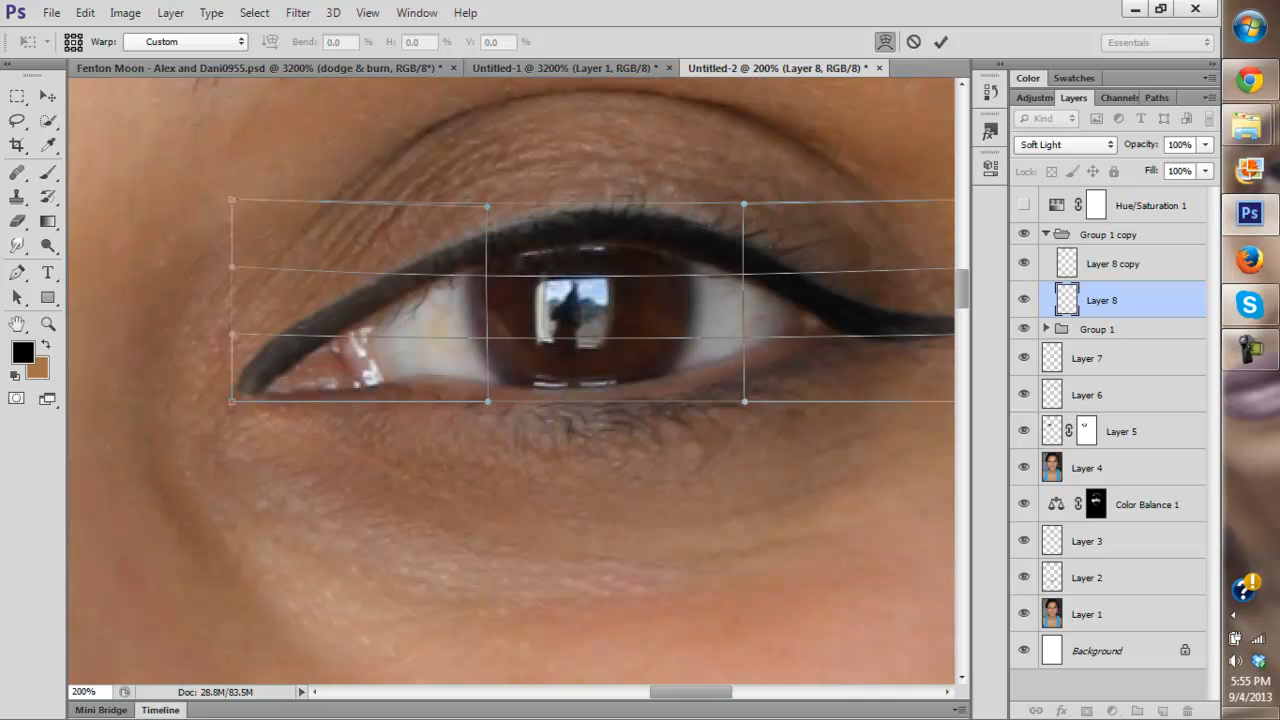 Ps File Edit Image Layer Type Select Filter 3D View Window Help
Warp: Custom Bend: 0.0 % H: 0.0 % V: 0.0 % Essentials
Fenton Moon - Alex and Dani0955.psd @ 3200% (dodge & burn, RGB/8*) * × Untitled-1 @ 3200% (Layer 1, RGB/8) * × Untitled-2 @ 200% (Layer 8, RGB/8) * ×
Color Swatches
Adjustm Layers Channels Paths
Kind
Soft Light Opacity: 100%
Lock: Fill: 100%
Hue/Saturation 1
Group 1 copy
Layer 8 copy
Layer 8
Group 1
Layer 7
Layer 6
Layer 5
Layer 4
Color Balance 1
Layer 3
Layer 2
Layer 1
Background
200% Doc: 28.8M/83.5M
Mini Bridge Timeline
Ps
5:55 PM
9/4/2013